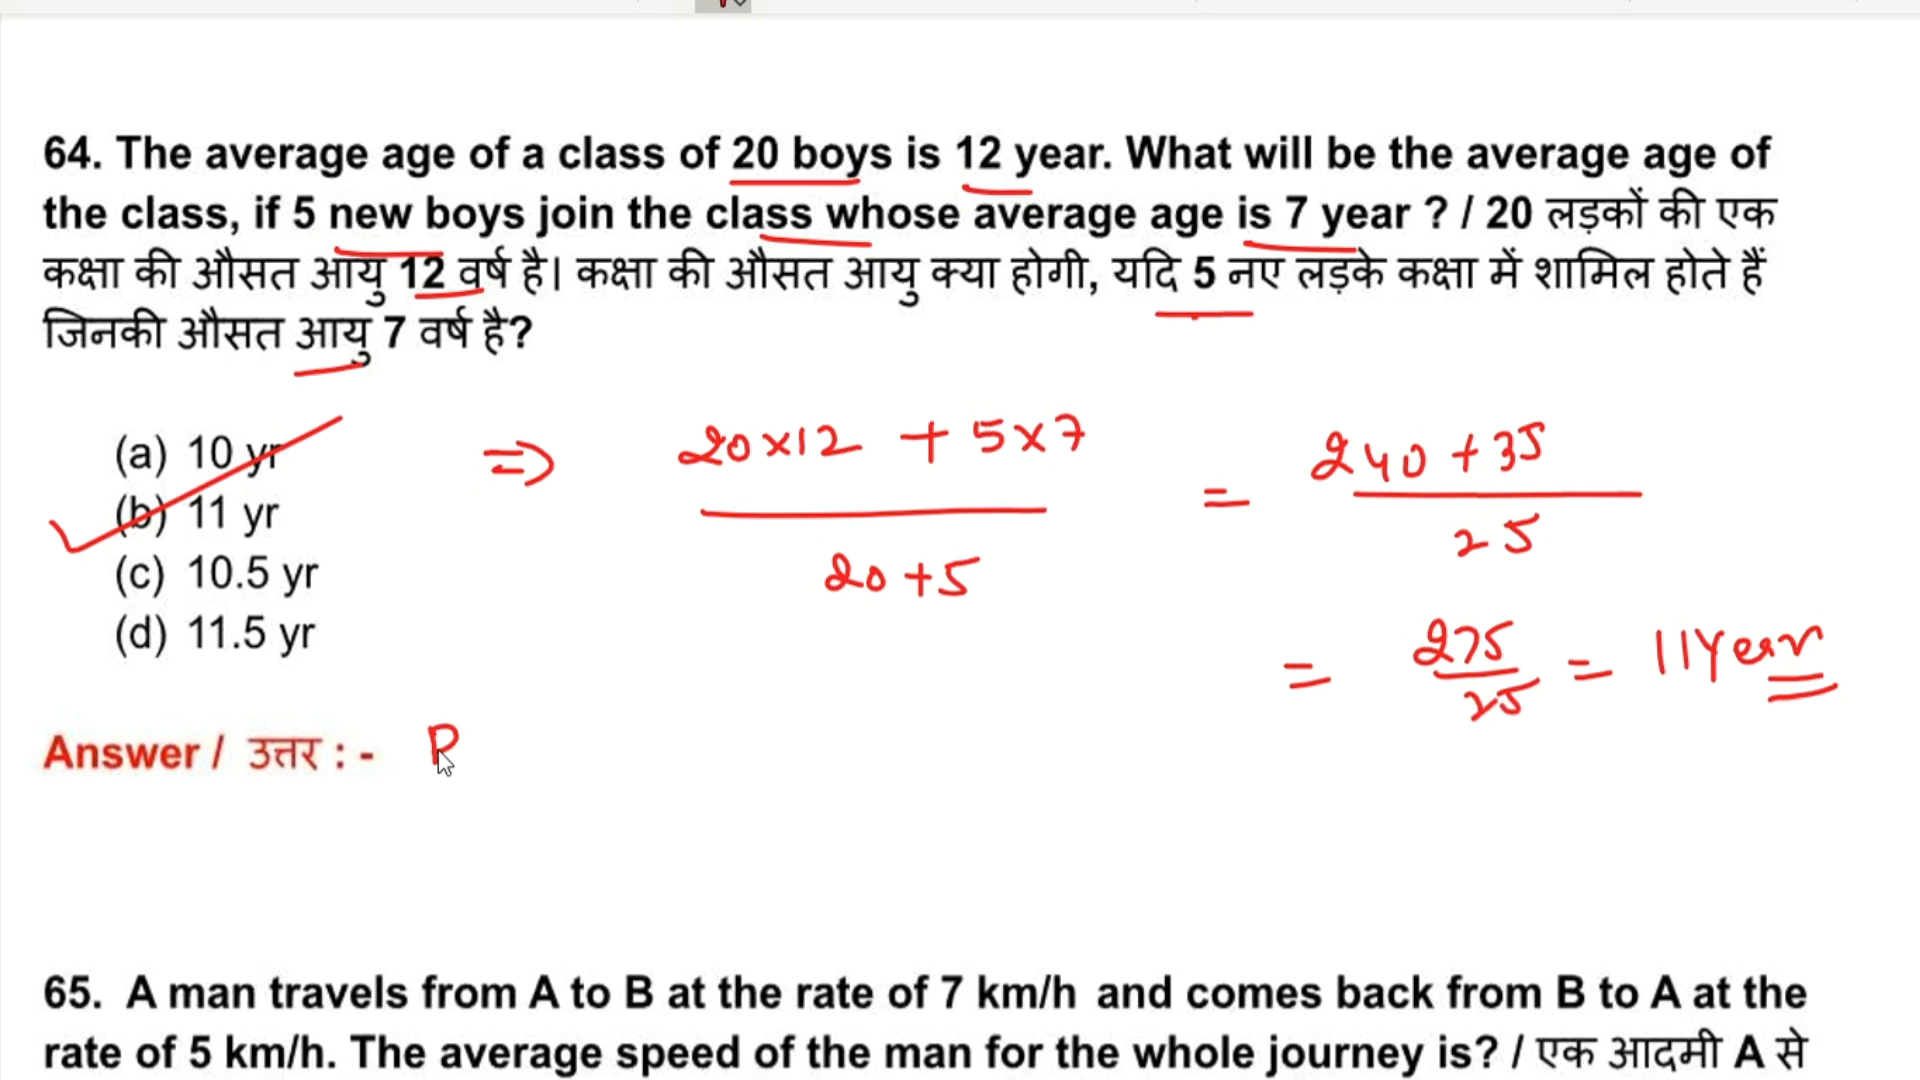 64. The average age of a class of 20 boys is 12 year. What will be the average age of
the class, if 5 new boys join the class whose average age is 7 year ? / 20 लड़कों की एक
कक्षा की औसत आयु 12 वर्ष है। कक्षा की औसत आयु क्या होगी, यदि 5 नए लड़के कक्षा में शामिल होते हैं
जिनकी औसत आयु 7 वर्ष है?
(a) 10 yr
(b) 11 yr
(c) 10.5 yr
(d) 11.5 yr
⇒ 20×12 + 5×7
20+5
= 240+35
25
= 275
25
= 11Year
Answer / उत्तर : -
65. A man travels from A to B at the rate of 7 km/h and comes back from B to A at the
rate of 5 km/h. The average speed of the man for the whole journey is? / एक आदमी A से